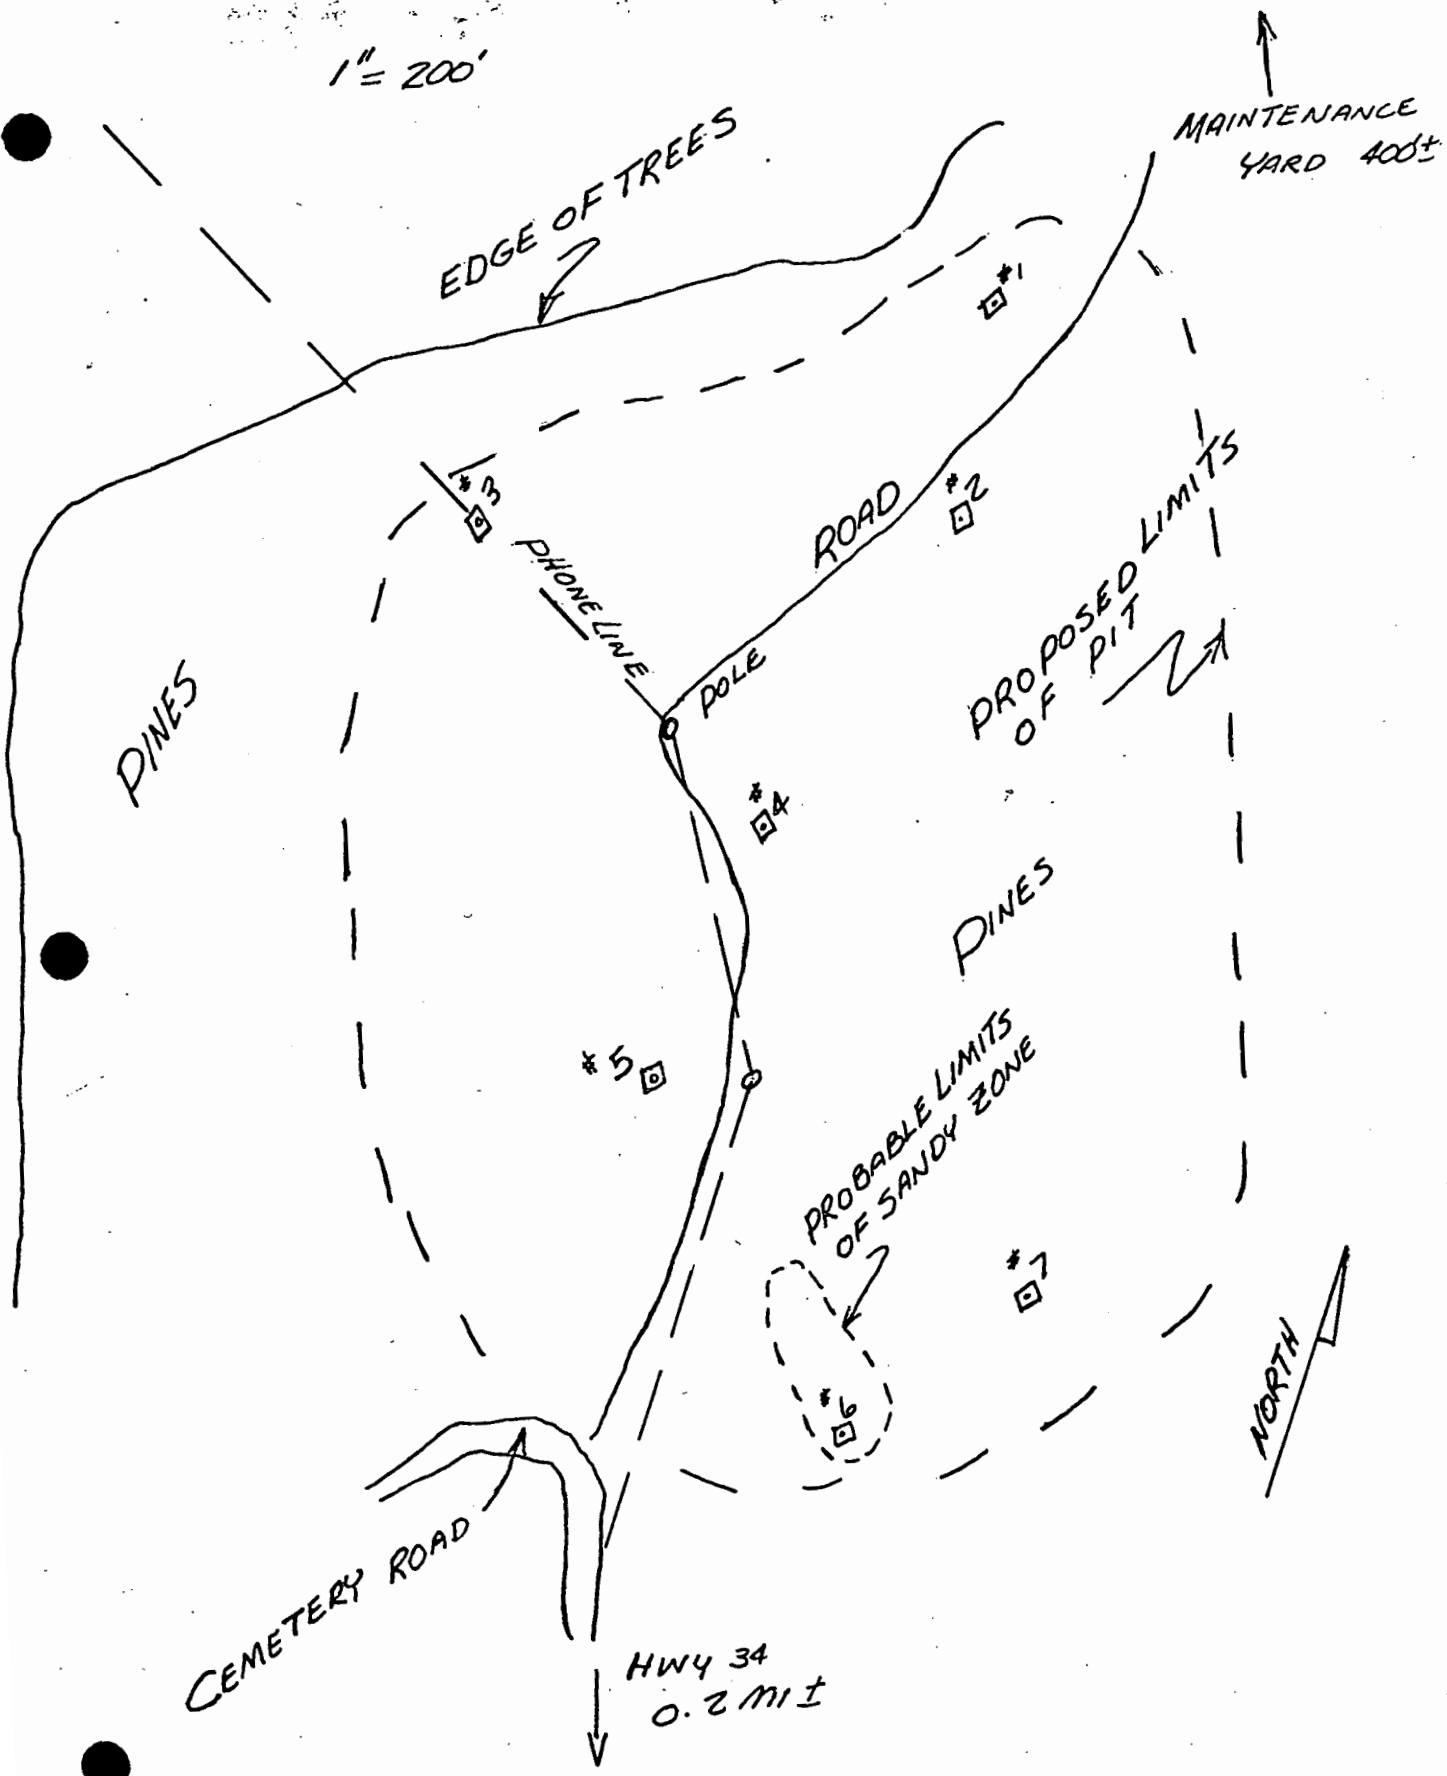 1" = 200'
MAINTENANCE
YARD 400'±
EDGE OF TREES
#1
#2
#3
PHONE LINE
ROAD
POLE
PROPOSED LIMITS
OF PIT
PINES
#4
PINES
#5
PROBABLE LIMITS
OF SANDY ZONE
#7
#6
NORTH
CEMETERY ROAD
HWY 34
0.2 MI ±